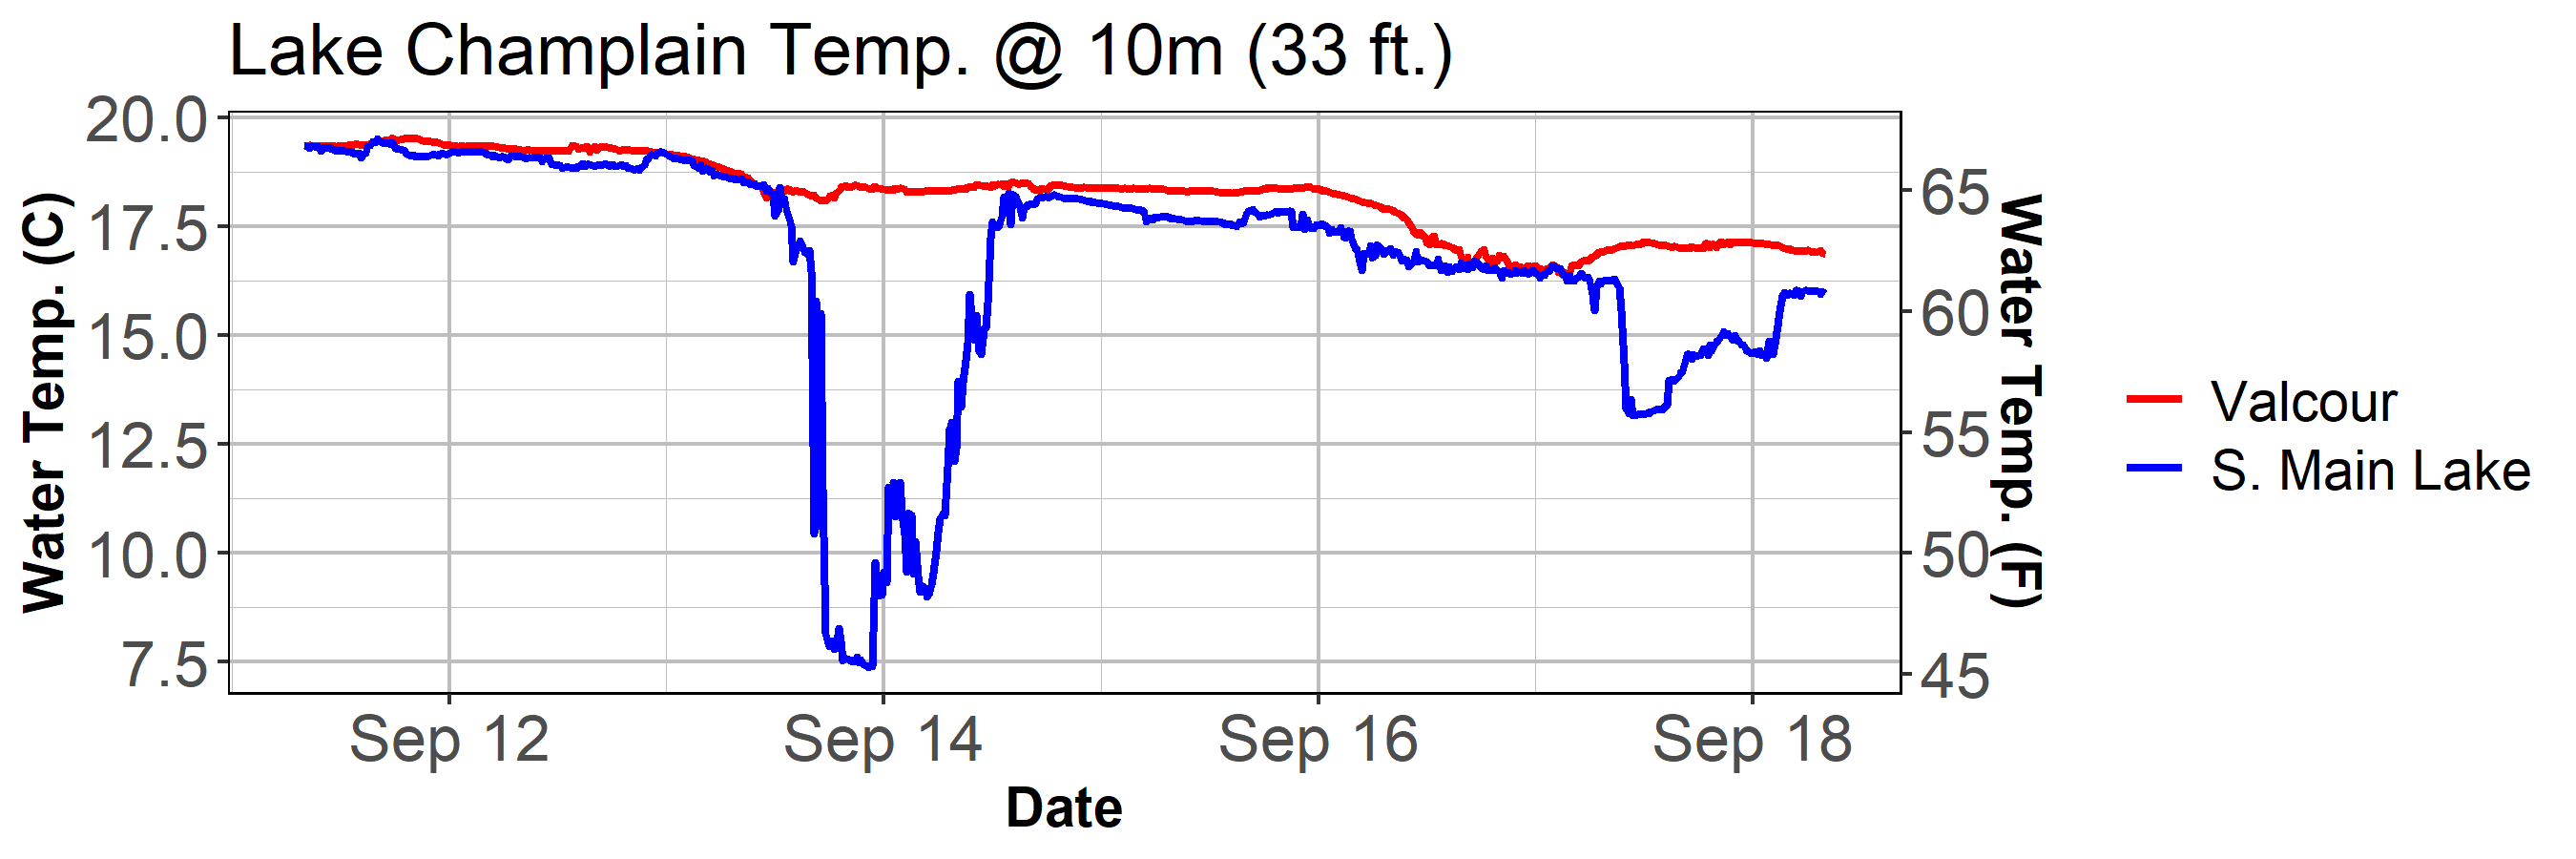 Lake Champlain Temp. @ 10m (33 ft.)
Water Temp. (C)
20.0
17.5
15.0
12.5
10.0
7.5
65
60
55
50
45
Water Temp. (F)
Sep 12
Sep 14
Sep 16
Sep 18
Date
Valcour
S. Main Lake